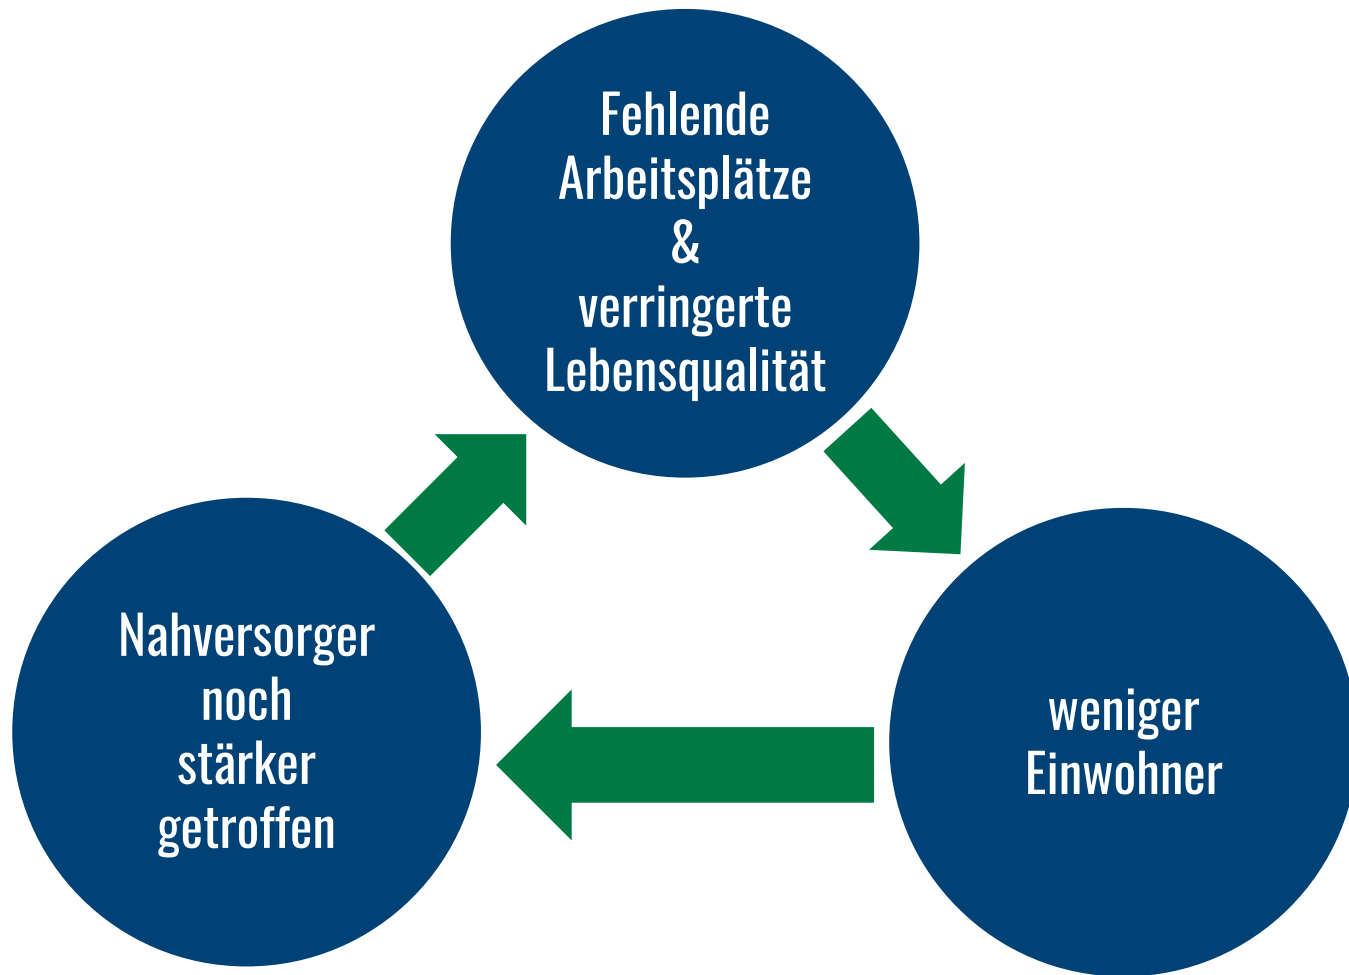 Fehlende
Arbeitsplätze
&
verringerte
Lebensqualität
Nahversorger
noch
stärker
getroffen
weniger
Einwohner